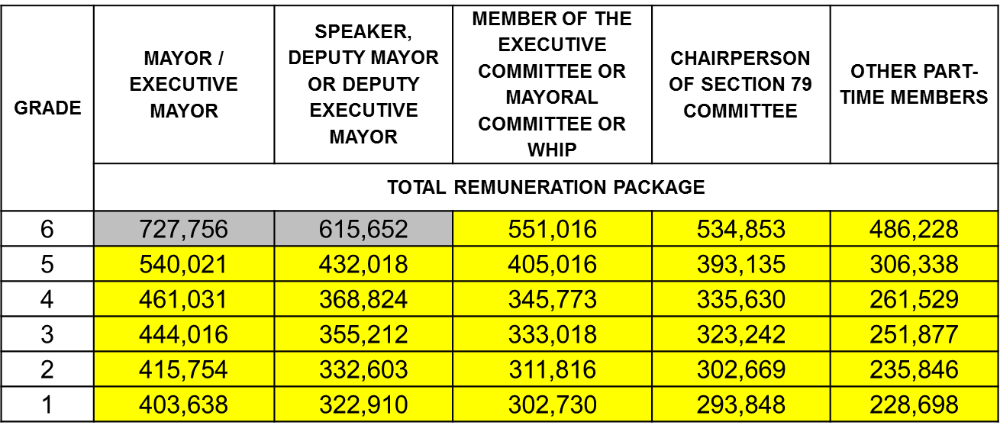 GRADE
MAYOR /
EXECUTIVE
MAYOR
SPEAKER,
DEPUTY MAYOR
OR DEPUTY
EXECUTIVE
MAYOR
MEMBER OF THE
EXECUTIVE
COMMITTEE OR
MAYORAL
COMMITTEE OR
WHIP
CHAIRPERSON
OF SECTION 79
COMMITTEE
OTHER PART-
TIME MEMBERS
TOTAL REMUNERATION PACKAGE
6 727,756 615,652 551,016 534,853 486,228
5 540,021 432,018 405,016 393,135 306,338
4 461,031 368,824 345,773 335,630 261,529
3 444,016 355,212 333,018 323,242 251,877
2 415,754 332,603 311,816 302,669 235,846
1 403,638 322,910 302,730 293,848 228,698